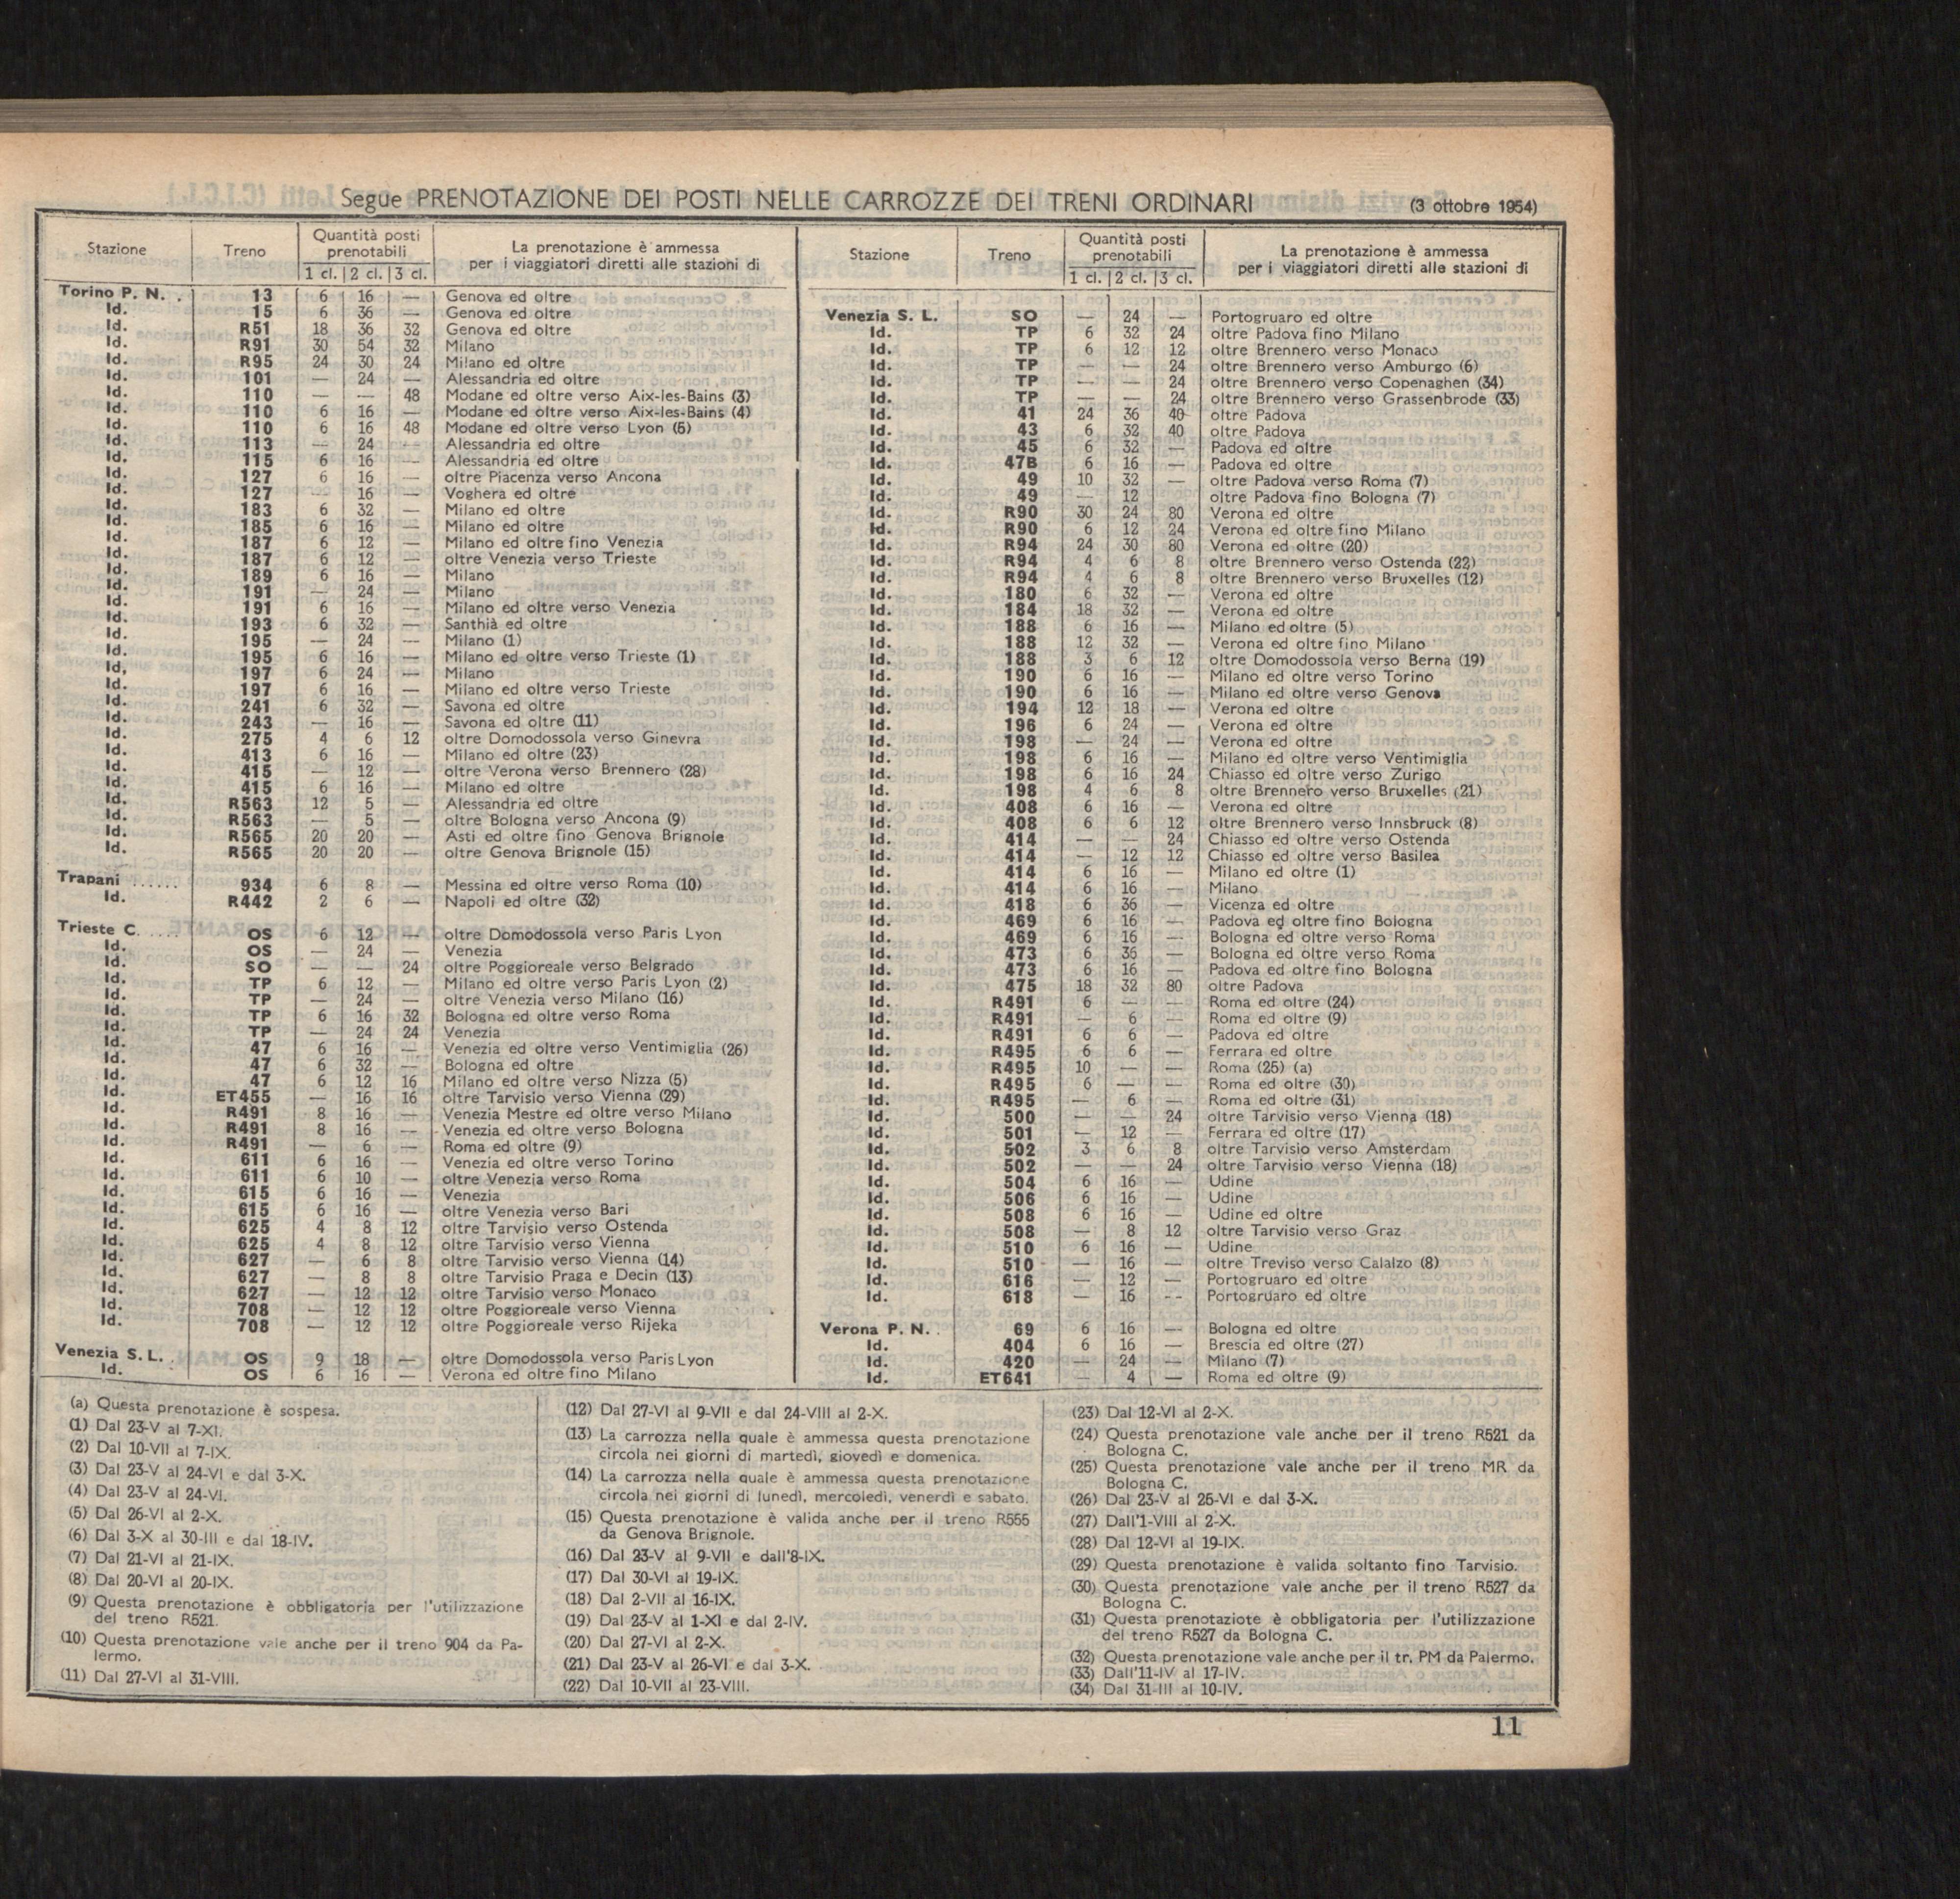 Segue PRENOTAZIONE DEI POSTI NELLE CARROZZE DEI TRENI ORDINARI (3 ottobre 1954)
Stazione Treno Quantità posti prenotabili La prenotazione è ammessa per i viaggiatori diretti alle stazioni di
1 cl. 2 cl. 3 cl.
Torino P. N. . 13 6 16 — Genova ed oltre
Id. 15 6 36 — Genova ed oltre
Id. R51 18 36 32 Genova ed oltre
Id. R91 30 54 32 Milano
Id. R95 24 30 24 Milano ed oltre
Id. 101 — 24 — Alessandria ed oltre
Id. 110 — — 48 Modane ed oltre verso Aix-les-Bains (3)
Id. 110 6 16 — Modane ed oltre verso Aix-les-Bains (4)
Id. 110 6 16 48 Modane ed oltre verso Lyon (5)
Id. 113 — 24 — Alessandria ed oltre
Id. 115 6 16 — Alessandria ed oltre
Id. 127 6 16 — oltre Piacenza verso Ancona
Id. 127 — 16 — Voghera ed oltre
Id. 183 6 32 — Milano ed oltre
Id. 185 6 16 — Milano ed oltre
Id. 187 6 12 — Milano ed oltre fino Venezia
Id. 187 6 12 — oltre Venezia verso Trieste
Id. 189 6 16 — Milano
Id. 191 — 24 — Milano
Id. 191 6 16 — Milano ed oltre verso Venezia
Id. 193 6 32 — Santhià ed oltre
Id. 195 — 24 — Milano (1)
Id. 195 6 16 — Milano ed oltre verso Trieste (1)
Id. 197 6 24 — Milano
Id. 197 6 16 — Milano ed oltre verso Trieste
Id. 241 6 32 — Savona ed oltre
Id. 243 — 16 — Savona ed oltre (11)
Id. 275 4 6 12 oltre Domodossola verso Ginevra
Id. 413 6 16 — Milano ed oltre (23)
Id. 415 — 12 — oltre Verona verso Brennero (28)
Id. 415 6 16 — Milano ed oltre
Id. R563 12 5 — Alessandria ed oltre
Id. R563 — 5 — oltre Bologna verso Ancona (9)
Id. R565 20 20 — Asti ed oltre fino Genova Brignole
Id. R565 20 20 — oltre Genova Brignole (15)
Trapani ...... 934 6 8 — Messina ed oltre verso Roma (10)
Id. R442 2 6 — Napoli ed oltre (32)
Trieste C. .... OS 6 12 — oltre Domodossola verso Paris Lyon
Id. OS — 24 — Venezia
Id. SO — — 24 oltre Poggioreale verso Belgrado
Id. TP 6 12 — Milano ed oltre verso Paris Lyon (2)
Id. TP — 24 — oltre Venezia verso Milano (16)
Id. TP 6 16 32 Bologna ed oltre verso Roma
Id. TP — 24 24 Venezia
Id. 47 6 16 — Venezia ed oltre verso Ventimiglia (26)
Id. 47 6 32 — Bologna ed oltre
Id. 47 6 12 16 Milano ed oltre verso Nizza (5)
Id. ET455 — 16 16 oltre Tarvisio verso Vienna (29)
Id. R491 8 16 — Venezia Mestre ed oltre verso Milano
Id. R491 8 16 — Venezia ed oltre verso Bologna
Id. R491 — 6 — Roma ed oltre (9)
Id. 611 6 16 — Venezia ed oltre verso Torino
Id. 611 6 10 — oltre Venezia verso Roma
Id. 615 6 16 — Venezia
Id. 615 6 16 — oltre Venezia verso Bari
Id. 625 4 8 12 oltre Tarvisio verso Ostenda
Id. 625 4 8 12 oltre Tarvisio verso Vienna
Id. 627 — 6 8 oltre Tarvisio verso Vienna (14)
Id. 627 — 8 8 oltre Tarvisio Praga e Decin (13)
Id. 627 — 12 12 oltre Tarvisio verso Monaco
Id. 708 — 12 12 oltre Poggioreale verso Vienna
Id. 708 — 12 12 oltre Poggioreale verso Rijeka
Venezia S. L. . OS 9 18 — oltre Domodossola verso Paris Lyon
Id. OS 6 16 — Verona ed oltre fino Milano
Stazione Treno Quantità posti prenotabili La prenotazione è ammessa per i viaggiatori diretti alle stazioni di
1 cl. 2 cl. 3 cl.
Venezia S. L. SO — 24 — Portogruaro ed oltre
Id. TP 6 32 24 oltre Padova fino Milano
Id. TP 6 12 12 oltre Brennero verso Monaco
Id. TP — — 24 oltre Brennero verso Amburgo (6)
Id. TP — — 24 oltre Brennero verso Copenaghen (34)
Id. TP — — 24 oltre Brennero verso Grassenbrode (33)
Id. 41 24 36 40 oltre Padova
Id. 43 6 32 40 oltre Padova
Id. 45 6 32 — Padova ed oltre
Id. 47B 6 16 — Padova ed oltre
Id. 49 10 32 — oltre Padova verso Roma (7)
Id. 49 — 12 oltre Padova fino Bologna (7)
Id. R90 30 24 80 Verona ed oltre
Id. R90 6 12 24 Verona ed oltre fino Milano
Id. R94 24 30 80 Verona ed oltre (20)
Id. R94 4 6 8 oltre Brennero verso Ostenda (22)
Id. R94 4 6 8 oltre Brennero verso Bruxelles (12)
Id. 180 6 32 — Verona ed oltre
Id. 184 18 32 — Verona ed oltre
Id. 188 6 16 — Milano ed oltre (5)
Id. 188 12 32 — Verona ed oltre fino Milano
Id. 188 3 6 12 oltre Domodossola verso Berna (19)
Id. 190 6 16 — Milano ed oltre verso Torino
Id. 190 6 16 — Milano ed oltre verso Genova
Id. 194 12 18 — Verona ed oltre
Id. 196 6 24 — Verona ed oltre
Id. 198 — 24 — Verona ed oltre
Id. 198 6 16 — Milano ed oltre verso Ventimiglia
Id. 198 6 16 24 Chiasso ed oltre verso Zurigo
Id. 198 4 6 8 oltre Brennero verso Bruxelles (21)
Id. 408 6 16 — Verona ed oltre
Id. 408 6 6 12 oltre Brennero verso Innsbruck (8)
Id. 414 — — 24 Chiasso ed oltre verso Ostenda
Id. 414 — 12 12 Chiasso ed oltre verso Basilea
Id. 414 6 16 — Milano ed oltre (1)
Id. 414 6 16 — Milano
Id. 418 6 36 — Vicenza ed oltre
Id. 469 6 16 — Padova ed oltre fino Bologna
Id. 469 6 16 — Bologna ed oltre verso Roma
Id. 473 6 36 — Bologna ed oltre verso Roma
Id. 473 6 16 — Padova ed oltre fino Bologna
Id. 475 18 32 80 oltre Padova
Id. R491 6 — — Roma ed oltre (24)
Id. R491 — 6 — Roma ed oltre (9)
Id. R491 6 6 — Padova ed oltre
Id. R495 6 6 — Ferrara ed oltre
Id. R495 10 — — Roma (25) (a)
Id. R495 6 — — Roma ed oltre (30)
Id. R495 — 6 — Roma ed oltre (31)
Id. 500 — — 24 oltre Tarvisio verso Vienna (18)
Id. 501 — 12 — Ferrara ed oltre (17)
Id. 502 3 6 8 oltre Tarvisio verso Amsterdam
Id. 502 — — 24 oltre Tarvisio verso Vienna (18)
Id. 504 6 16 — Udine
Id. 506 6 16 — Udine
Id. 508 6 16 — Udine ed oltre
Id. 508 — 8 12 oltre Tarvisio verso Graz
Id. 510 6 16 — Udine
Id. 510 — 16 — oltre Treviso verso Calalzo (8)
Id. 616 — 12 — Portogruaro ed oltre
Id. 618 — 16 -- Portogruaro ed oltre
Verona P. N. . 69 6 16 — Bologna ed oltre
Id. 404 6 16 — Brescia ed oltre (27)
Id. 420 — 24 — Milano (7)
Id. ET641 — 4 — Roma ed oltre (9)
(a) Questa prenotazione è sospesa.
(1) Dal 23-V al 7-XI.
(2) Dal 10-VII al 7-IX.
(3) Dal 23-V al 24-VI e dal 3-X.
(4) Dal 23-V al 24-VI.
(5) Dal 26-VI al 2-X.
(6) Dal 3-X al 30-III e dal 18-IV.
(7) Dal 21-VI al 21-IX.
(8) Dal 20-VI al 20-IX.
(9) Questa prenotazione è obbligatoria per l'utilizzazione
del treno R521.
(10) Questa prenotazione vale anche per il treno 904 da Pa-
lermo.
(11) Dal 27-VI al 31-VIII.
(12) Dal 27-VI al 9-VII e dal 24-VIII al 2-X.
(13) La carrozza nella quale è ammessa questa prenotazione
circola nei giorni di martedì, giovedì e domenica.
(14) La carrozza nella quale è ammessa questa prenotazione
circola nei giorni di lunedì, mercoledì, venerdì e sabato.
(15) Questa prenotazione è valida anche per il treno R555
da Genova Brignole.
(16) Dal 23-V al 9-VII e dall'8-IX.
(17) Dal 30-VI al 19-IX.
(18) Dal 2-VII al 16-IX.
(19) Dal 23-V al 1-XI e dal 2-IV.
(20) Dal 27-VI al 2-X.
(21) Dal 23-V al 26-VI e dal 3-X.
(22) Dal 10-VII al 23-VIII.
(23) Dal 12-VI al 2-X.
(24) Questa prenotazione vale anche per il treno R521 da
Bologna C.
(25) Questa prenotazione vale anche per il treno MR da
Bologna C.
(26) Dal 23-V al 25-VI e dal 3-X.
(27) Dall'1-VIII al 2-X.
(28) Dal 12-VI al 19-IX.
(29) Questa prenotazione è valida soltanto fino Tarvisio.
(30) Questa prenotazione vale anche per il treno R527 da
Bologna C.
(31) Questa prenotaziote è obbligatoria per l'utilizzazione
del treno R527 da Bologna C.
(32) Questa prenotazione vale anche per il tr. PM da Palermo.
(33) Dall'11-IV al 17-IV.
(34) Dal 31-III al 10-IV.
11